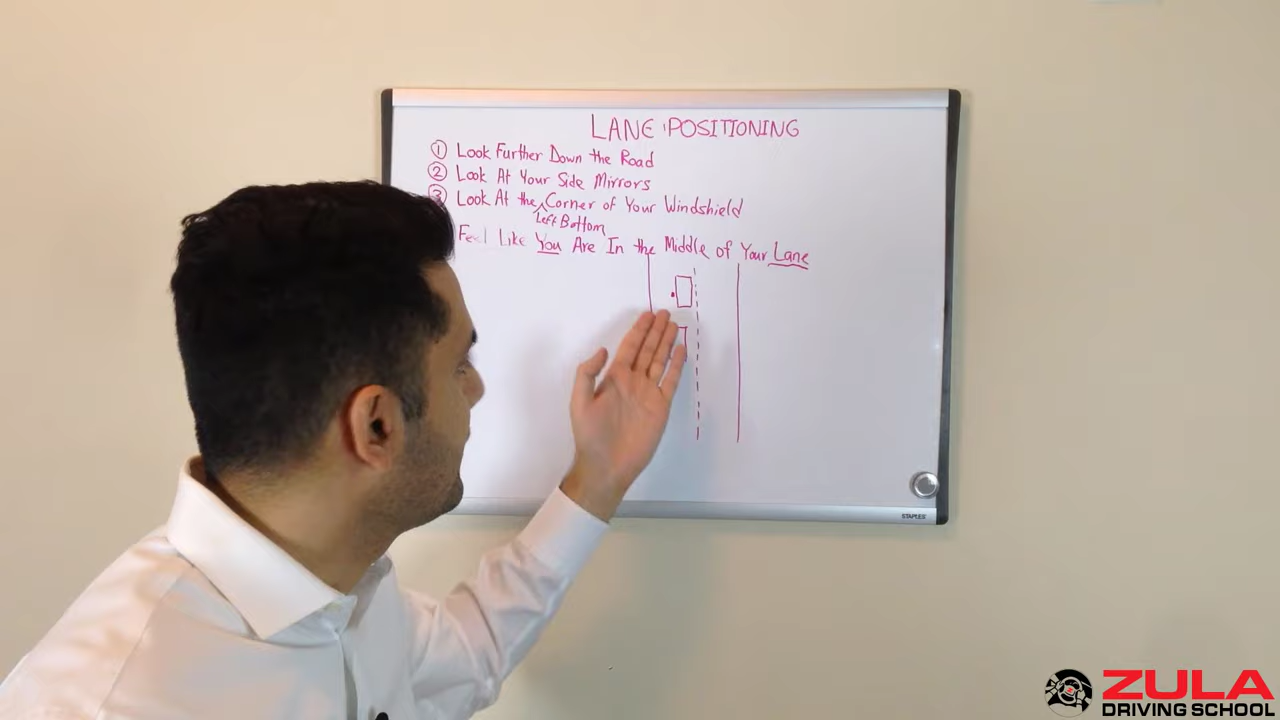 LANE POSITIONING
① Look Further Down the Road
② Look At Your Side Mirrors
③ Look At the ^ Corner of Your Windshield
Left Bottom
Feel Like You Are In the Middle of Your Lane
STAPLES
ZULA
DRIVING SCHOOL